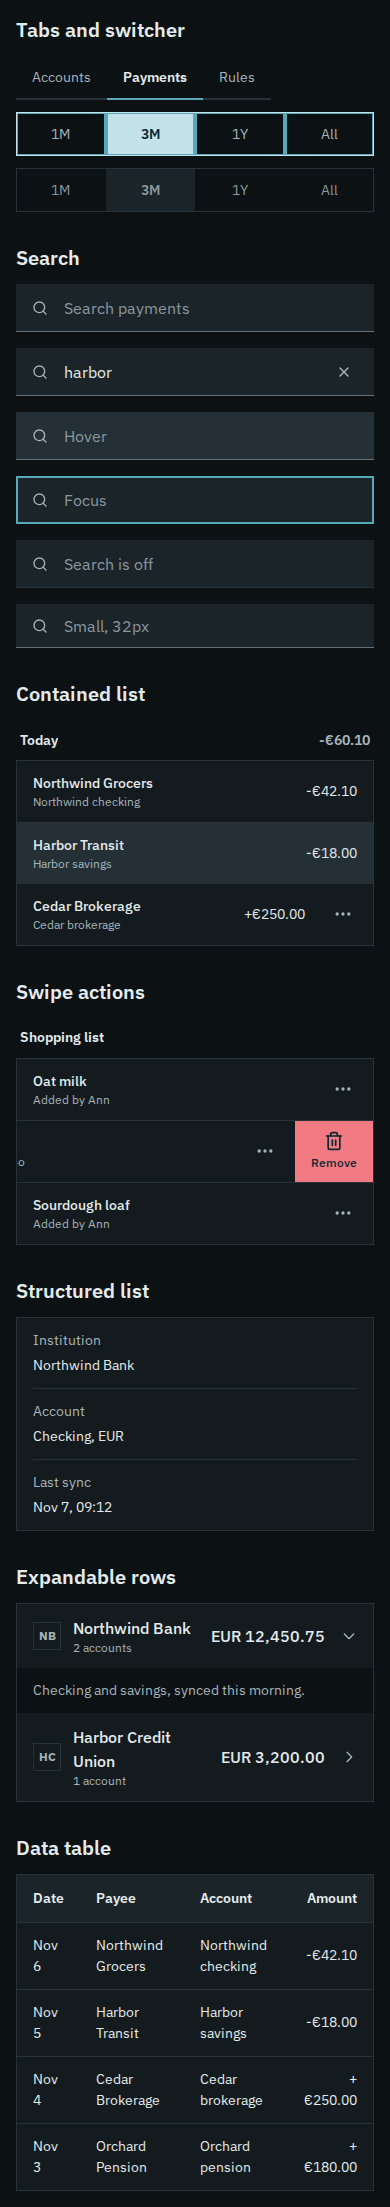 Tabs and switcher
Accounts Payments Rules
1M 3M 1Y All
1M 3M 1Y All
Search
Search payments
harbor
Hover
Focus
Search is off
Small, 32px
Contained list
Today -€60.10
Northwind Grocers
Northwind checking
-€42.10
Harbor Transit
Harbor savings
-€18.00
Cedar Brokerage
Cedar brokerage
+€250.00
Swipe actions
Shopping list
Oat milk
Added by Ann
o
Remove
Sourdough loaf
Added by Ann
Structured list
Institution
Northwind Bank
Account
Checking, EUR
Last sync
Nov 7, 09:12
Expandable rows
NB
Northwind Bank
2 accounts
EUR 12,450.75
Checking and savings, synced this morning.
HC
Harbor Credit
Union
1 account
EUR 3,200.00
Data table
Date Payee Account Amount
Nov Northwind Northwind -€42.10
6 Grocers checking
Nov Harbor Harbor -€18.00
5 Transit savings
Nov Cedar Cedar +
4 Brokerage brokerage €250.00
Nov Orchard Orchard +
3 Pension pension €180.00